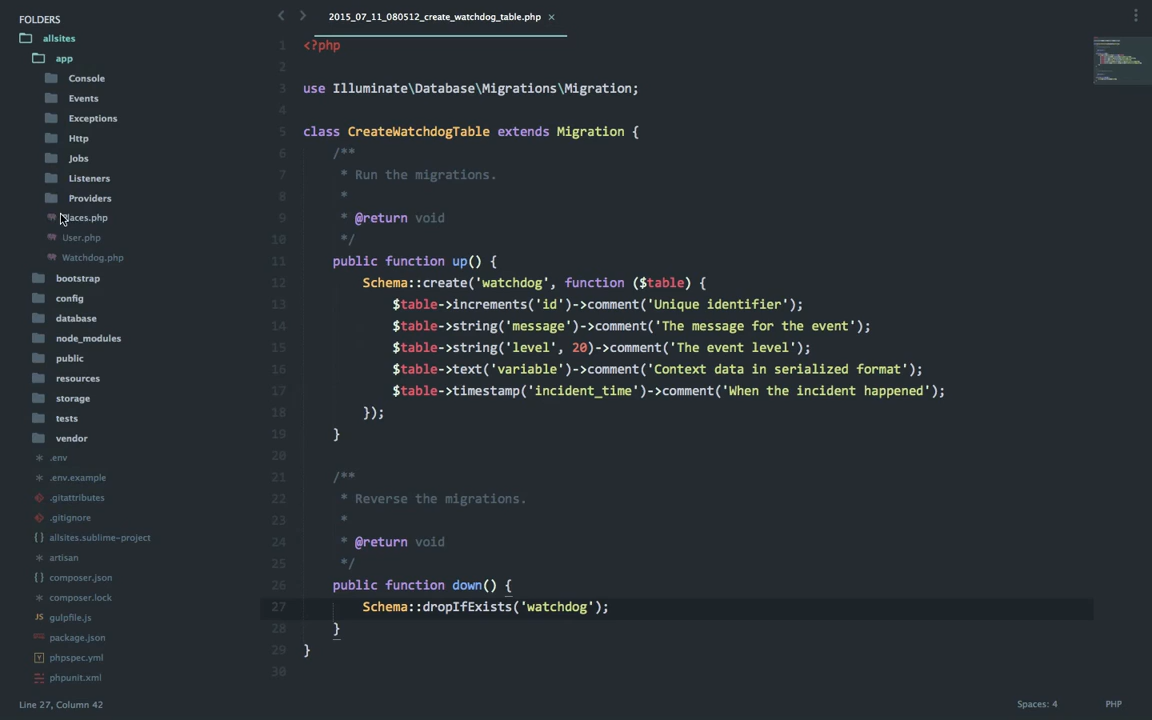 FOLDERS
allsites
app
Console
Events
Exceptions
Http
Jobs
Listeners
Providers
User.php
Watchdog.php
bootstrap
config
database
node_modules
public
resources
storage
tests
vendor
.env
.env.example
.gitattributes
.gitignore
allsites.sublime-project
artisan
composer.json
composer.lock
gulpfile.js
package.json
phpspec.yml
phpunit.xml
2015_07_11_080512_create_watchdog_table.php ×
1 <?php
2
3 use Illuminate\Database\Migrations\Migration;
4
5 class CreateWatchdogTable extends Migration {
6 /**
7 * Run the migrations.
8 *
9 * @return void
10 */
11 public function up() {
12 Schema::create('watchdog', function ($table) {
13 $table->increments('id')->comment('Unique identifier');
14 $table->string('message')->comment('The message for the event');
15 $table->string('level', 20)->comment('The event level');
16 $table->text('variable')->comment('Context data in serialized format');
17 $table->timestamp('incident_time')->comment('When the incident happened');
18 });
19 }
20
21 /**
22 * Reverse the migrations.
23 *
24 * @return void
25 */
26 public function down() {
27 Schema::dropIfExists('watchdog');
28 }
29 }
30
Line 27, Column 42
Spaces: 4
PHP